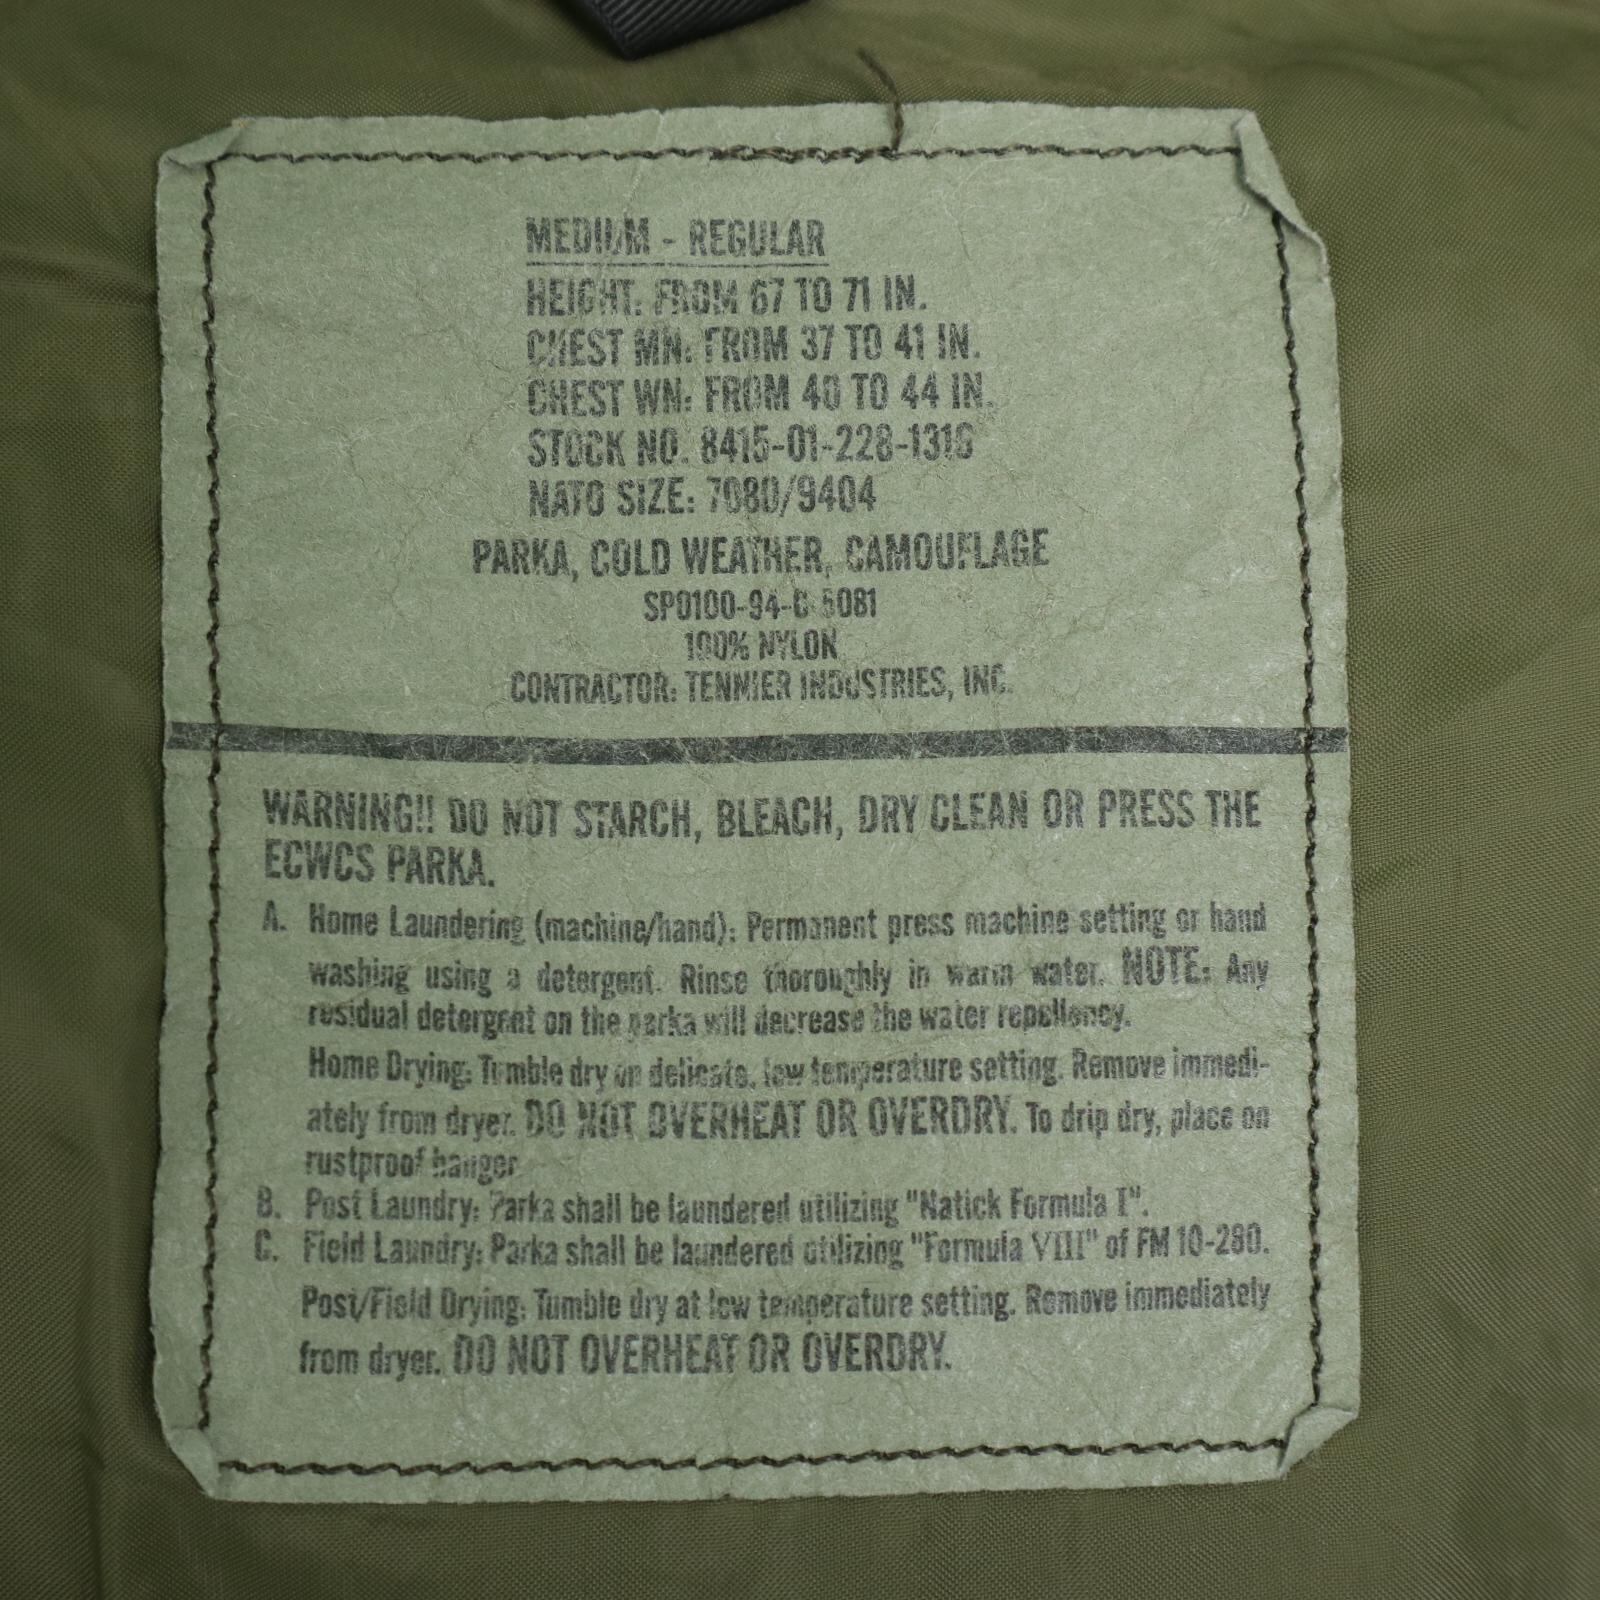 MEDIUM - REGULAR
HEIGHT: FROM 67 TO 71 IN.
CHEST MN: FROM 37 TO 41 IN.
CHEST WN: FROM 40 TO 44 IN.
STOCK NO. 8415-01-228-1316
NATO SIZE: 7080/9404
PARKA, COLD WEATHER, CAMOUFLAGE
SPO100-94-C-5081
100% NYLON
CONTRACTOR: TENNIER INDUSTRIES, INC.
WARNING!! DO NOT STARCH, BLEACH, DRY CLEAN OR PRESS THE
ECWCS PARKA.
A. Home Laundering (machine/hand): Permanent press machine setting or hand
washing using a detergent. Rinse thoroughly in warm water. NOTE: Any
residual detergent on the parka will decrease the water repellency.
Home Drying: Tumble dry on delicate, low temperature setting. Remove immedi-
ately from dryer. DO NOT OVERHEAT OR OVERDRY. To drip dry, place on
rustproof hanger
B. Post Laundry: Parka shall be laundered utilizing "Natick Formula I".
C. Field Laundry: Parka shall be laundered utilizing "Formula VIII" of FM 10-280.
Post/Field Drying: Tumble dry at low temperature setting. Remove immediately
from dryer. DO NOT OVERHEAT OR OVERDRY.